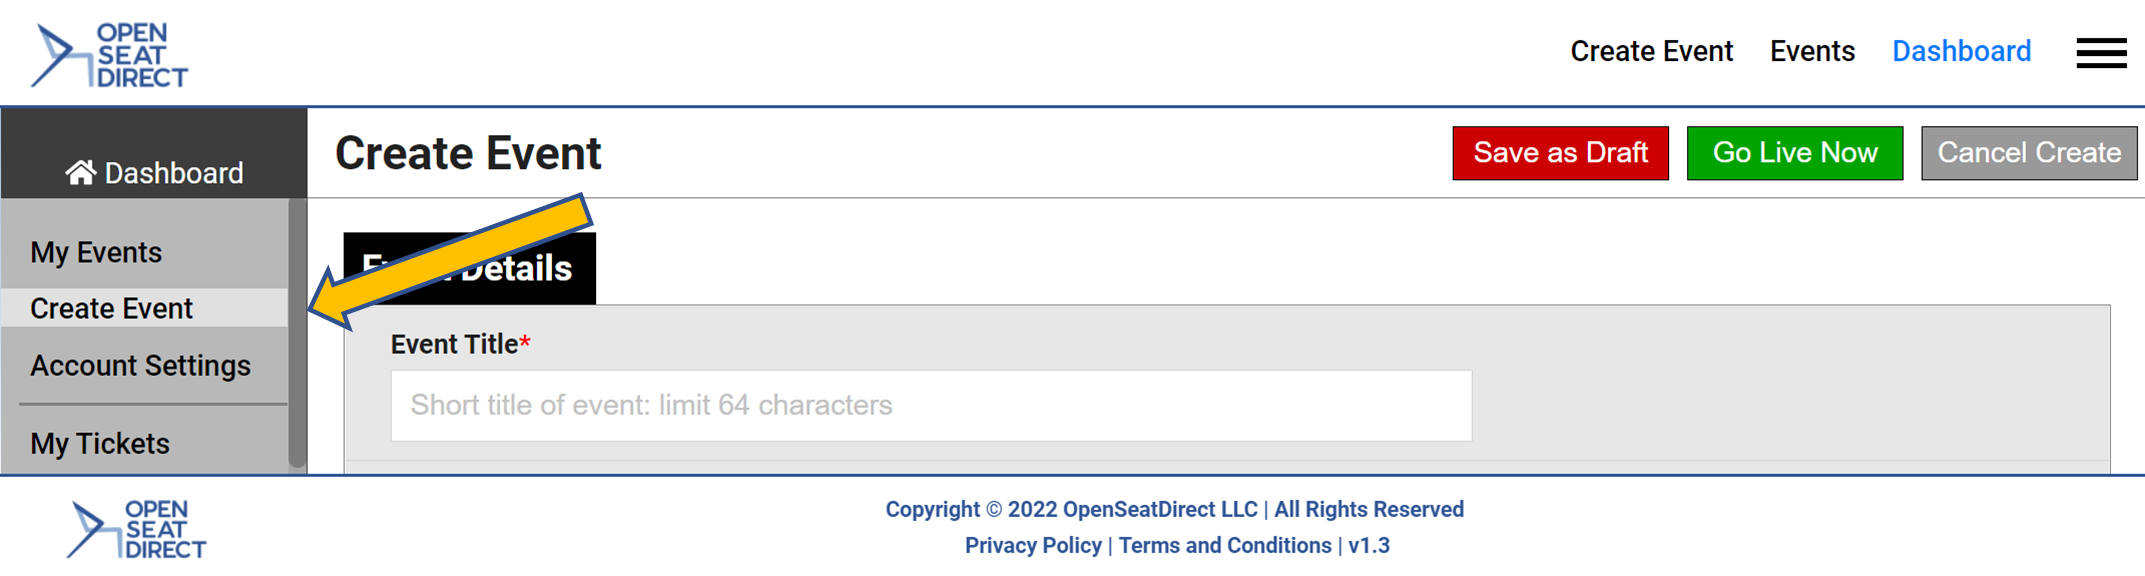 OPEN
SEAT
DIRECT
Create Event
Events
Dashboard
Dashboard
Create Event
Save as Draft
Go Live Now
Cancel Create
My Events
Create Event
Account Settings
My Tickets
Details
Event Title*
Short title of event: limit 64 characters
OPEN
SEAT
DIRECT
Copyright © 2022 OpenSeatDirect LLC | All Rights Reserved
Privacy Policy | Terms and Conditions | v1.3